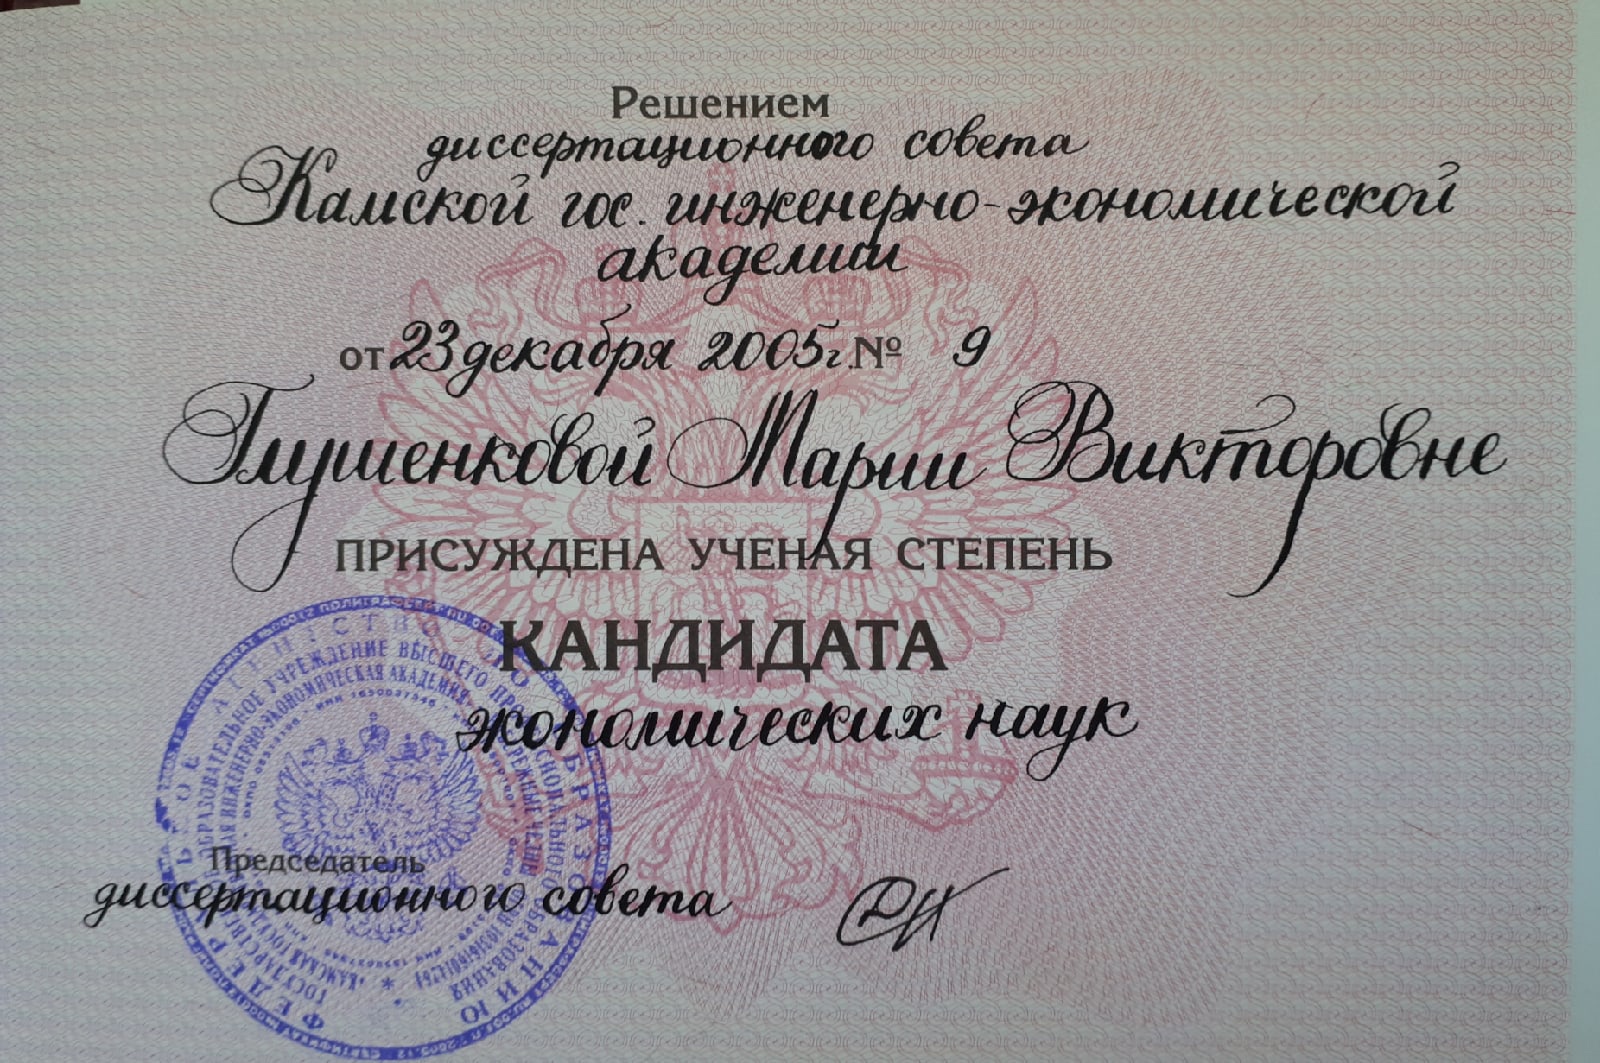 Решением
диссертационного совета
Камской гос. инженерно-экономической
академии
от 23 декабря 2005г. № 9
Глушенковой Марии Викторовне
ПРИСУЖДЕНА УЧЕНАЯ СТЕПЕНЬ
КАНДИДАТА
экономических наук
Председатель
диссертационного совета